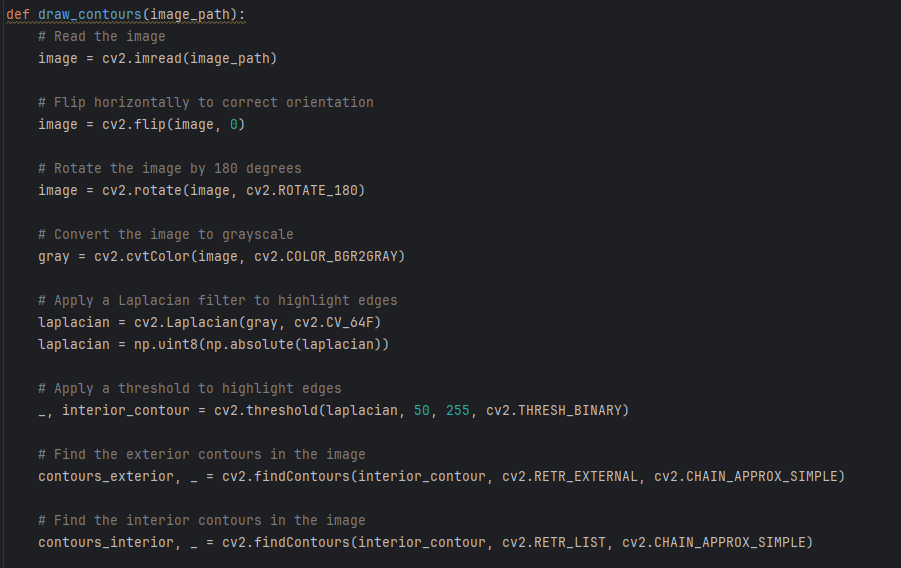 def draw_contours(image_path):
    # Read the image
    image = cv2.imread(image_path)

    # Flip horizontally to correct orientation
    image = cv2.flip(image, 0)

    # Rotate the image by 180 degrees
    image = cv2.rotate(image, cv2.ROTATE_180)

    # Convert the image to grayscale
    gray = cv2.cvtColor(image, cv2.COLOR_BGR2GRAY)

    # Apply a Laplacian filter to highlight edges
    laplacian = cv2.Laplacian(gray, cv2.CV_64F)
    laplacian = np.uint8(np.absolute(laplacian))

    # Apply a threshold to highlight edges
    _, interior_contour = cv2.threshold(laplacian, 50, 255, cv2.THRESH_BINARY)

    # Find the exterior contours in the image
    contours_exterior, _ = cv2.findContours(interior_contour, cv2.RETR_EXTERNAL, cv2.CHAIN_APPROX_SIMPLE)

    # Find the interior contours in the image
    contours_interior, _ = cv2.findContours(interior_contour, cv2.RETR_LIST, cv2.CHAIN_APPROX_SIMPLE)